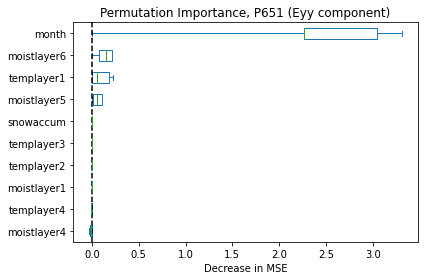 Permutation Importance, P651 (Eyy component)
month
moistlayer6
templayer1
moistlayer5
snowaccum
templayer3
templayer2
moistlayer1
templayer4
moistlayer4
0.0 0.5 1.0 1.5 2.0 2.5 3.0
Decrease in MSE